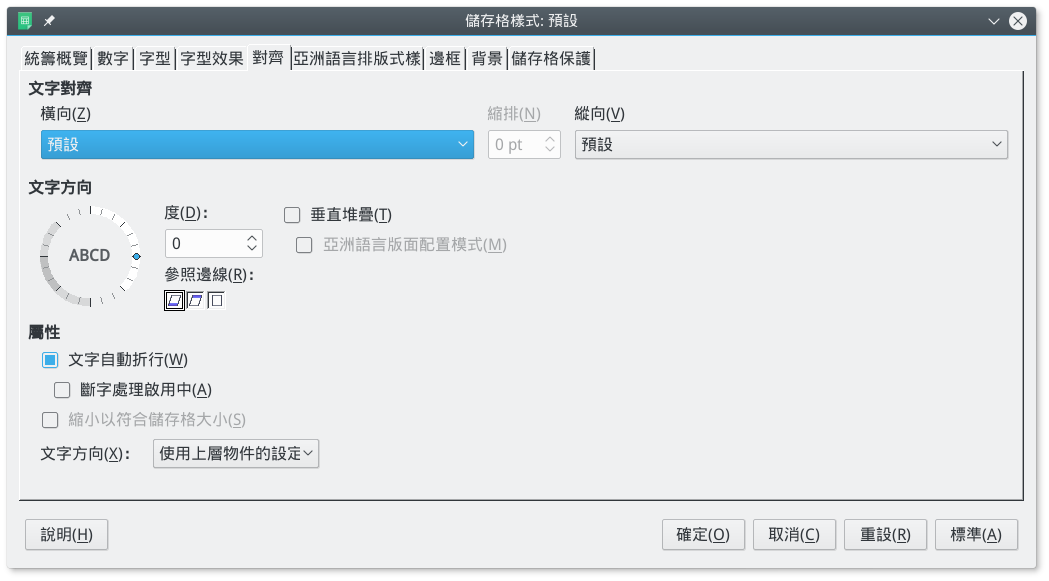 儲存格樣式: 預設
統籌概覽 數字 字型 字型效果 對齊 亞洲語言排版式樣 邊框 背景 儲存格保護
文字對齊
橫向(Z) 縮排(N) 縱向(V)
預設 0 pt 預設
文字方向
度(D): 垂直堆疊(T)
ABCD 0 亞洲語言版面配置模式(M)
參照邊線(R):
屬性
文字自動折行(W)
斷字處理啟用中(A)
縮小以符合儲存格大小(S)
文字方向(X): 使用上層物件的設定
說明(H) 確定(O) 取消(C) 重設(R) 標準(A)